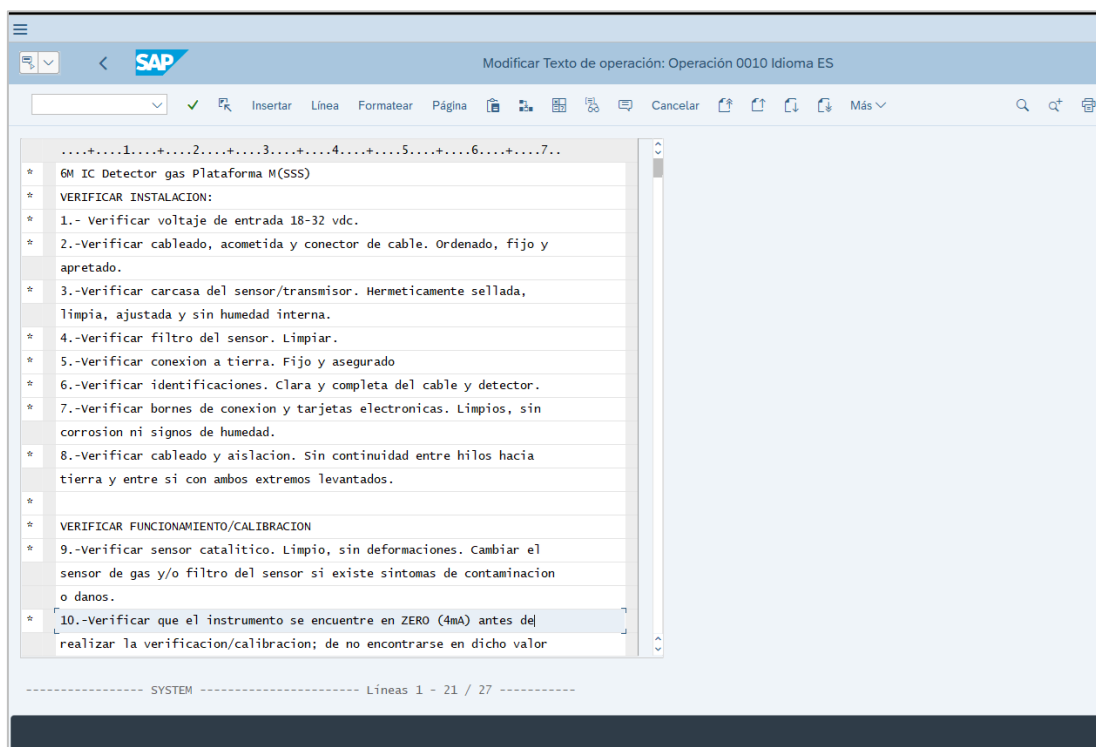 SAP
Modificar Texto de operación: Operación 0010 Idioma ES
Insertar Línea Formatear Página Cancelar Más
....+....1....+....2....+....3....+....4....+....5....+....6....+....7..
* 6M IC Detector gas Plataforma M(SSS)
* VERIFICAR INSTALACION:
* 1.- Verificar voltaje de entrada 18-32 vdc.
* 2.-Verificar cableado, acometida y conector de cable. Ordenado, fijo y
apretado.
* 3.-Verificar carcasa del sensor/transmisor. Hermeticamente sellada,
limpia, ajustada y sin humedad interna.
* 4.-Verificar filtro del sensor. Limpiar.
* 5.-Verificar conexion a tierra. Fijo y asegurado
* 6.-Verificar identificaciones. Clara y completa del cable y detector.
* 7.-Verificar bornes de conexion y tarjetas electronicas. Limpios, sin
corrosion ni signos de humedad.
* 8.-Verificar cableado y aislacion. Sin continuidad entre hilos hacia
tierra y entre si con ambos extremos levantados.
*
* VERIFICAR FUNCIONAMIENTO/CALIBRACION
* 9.-Verificar sensor catalitico. Limpio, sin deformaciones. Cambiar el
sensor de gas y/o filtro del sensor si existe sintomas de contaminacion
o danos.
* 10.-Verificar que el instrumento se encuentre en ZERO (4mA) antes de
realizar la verificacion/calibracion; de no encontrarse en dicho valor
----------------- SYSTEM ----------------------- Líneas 1 - 21 / 27 -----------